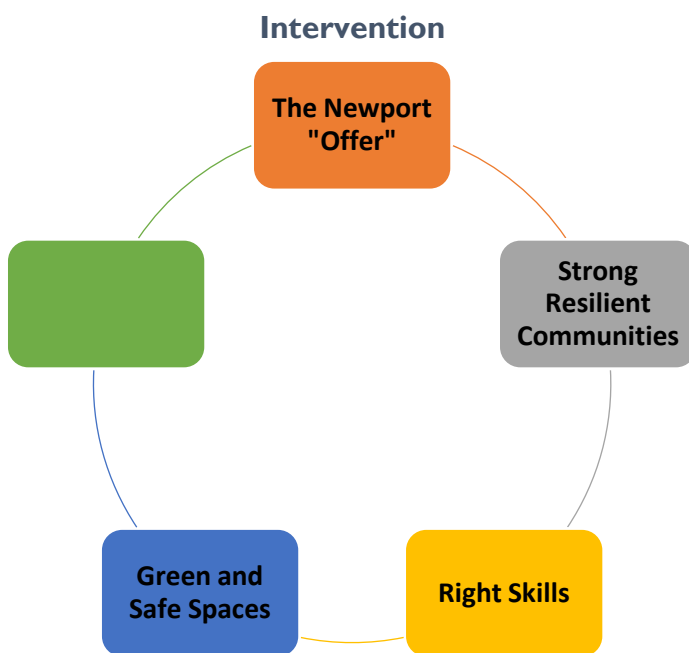 Intervention
The Newport
"Offer"
Strong
Resilient
Communities
Right Skills
Green and
Safe Spaces